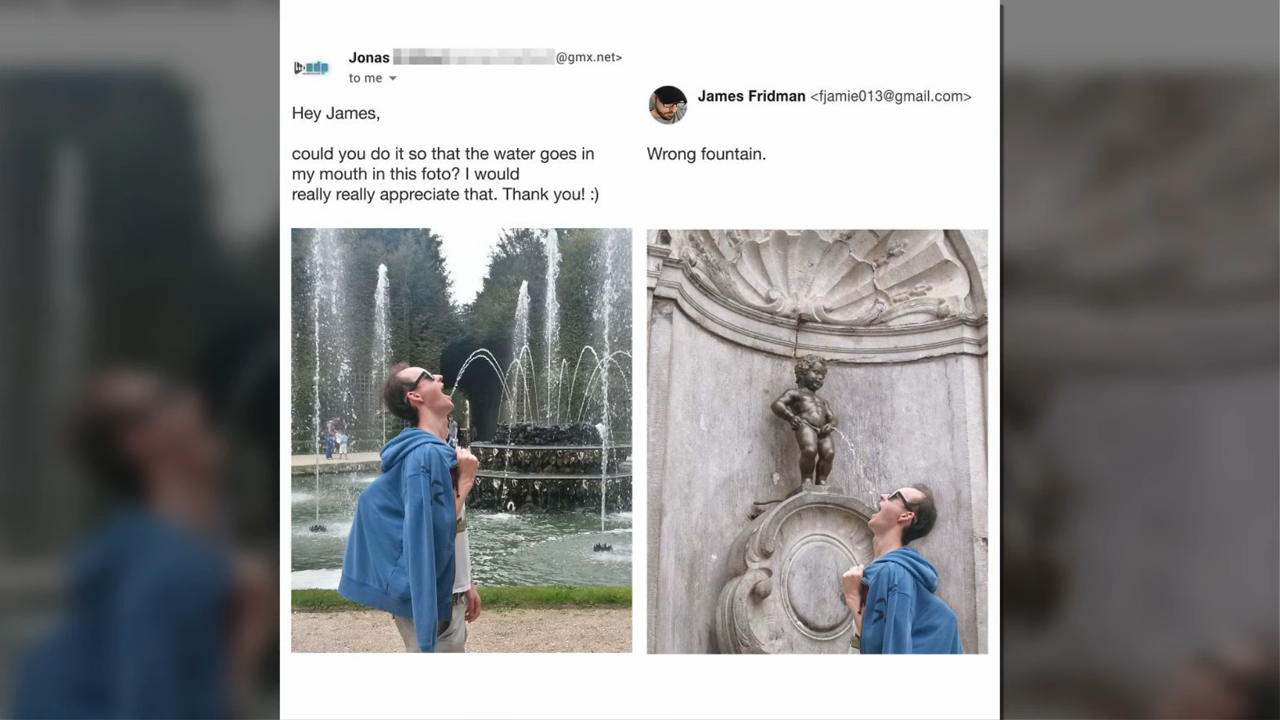 Jonas @gmx.net>
to me
Hey James,
could you do it so that the water goes in
my mouth in this foto? I would
really really appreciate that. Thank you! :)
James Fridman <fjamie013@gmail.com>
Wrong fountain.